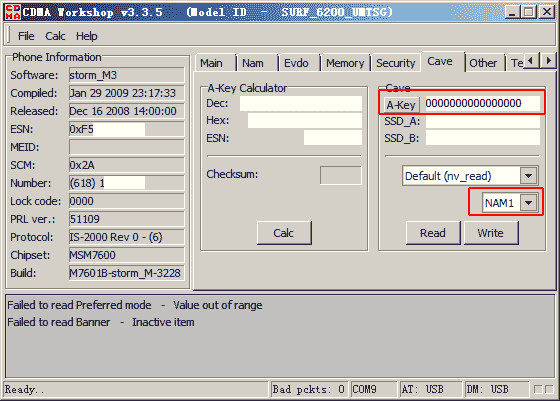 CDMA Workshop v3.3.5 (Model ID SURF_6200_UMTSG)
File Calc Help
Phone Information
Software: storm_M3
Compiled: Jan 29 2009 23:17:33
Released: Dec 16 2008 14:00:00
ESN: 0xF5
MEID:
SCM: 0x2A
Number: (618) 1
Lock code: 0000
PRL ver.: 51109
Protocol: IS-2000 Rev 0 - (6)
Chipset: MSM7600
Build: M7601B-storm_M-3228
Main Nam Evdo Memory Security Cave Other Te
A-Key Calculator
Dec:
Hex:
ESN:
Checksum:
Calc
Cave
A-Key 0000000000000000
SSD_A:
SSD_B:
Default (nv_read)
NAM1
Read Write
Failed to read Preferred mode - Value out of range
Failed to read Banner - Inactive item
Ready.. Bad pckts: 0 COM9 AT: USB DM: USB